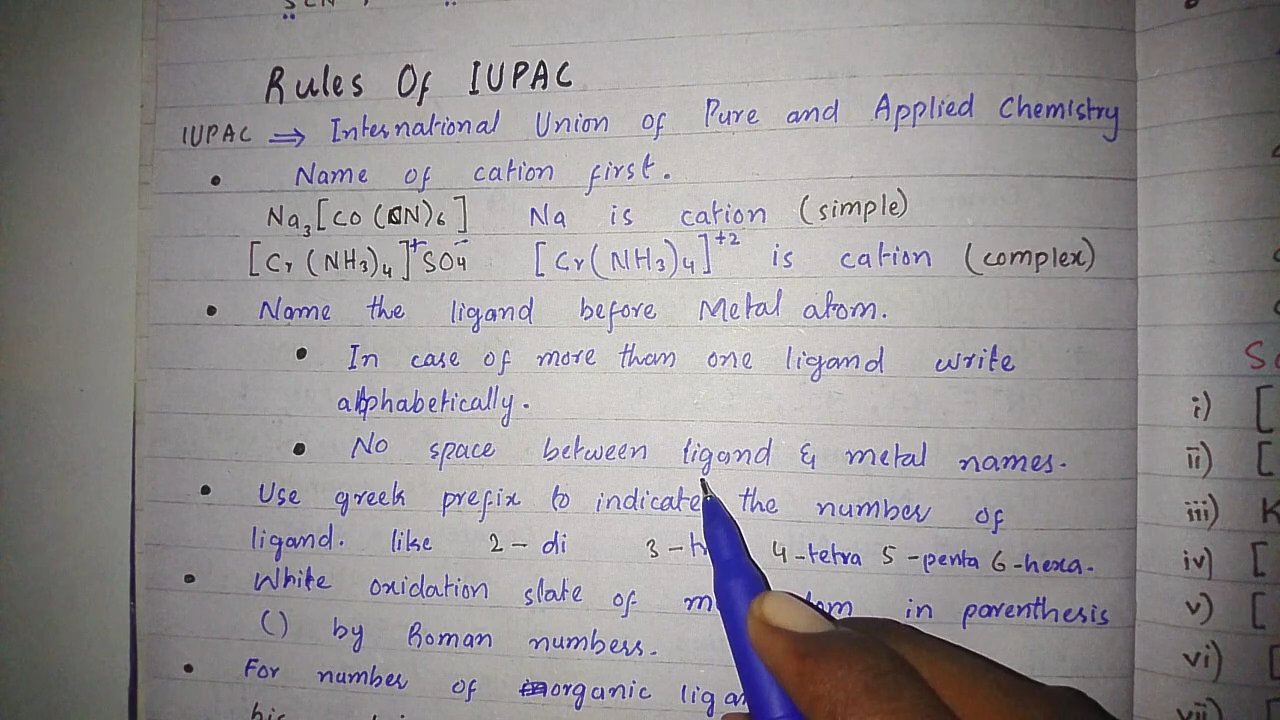 SCN
Rules Of IUPAC
IUPAC ⇒ International Union of Pure and Applied Chemistry
• Name of cation first.
Na₃[CO(CN)₆] Na is cation (simple)
[Cr(NH₃)₄]⁺SO₄⁻ [Cr(NH₃)₄]⁺² is cation (complex)
• Name the ligand before Metal atom.
• In case of more than one ligand write
alphabetically.
• No space between ligand & metal names.
• Use greek prefix to indicate the number of
ligand. like 2 - di 3 - 4 - tetra 5 - penta 6 - hexa.
• White oxidation state of in parenthesis
() by Roman numbers.
• For number of organic
i) [
ii) [
iii) K
iv) [
v) [
vi) [
vii) [